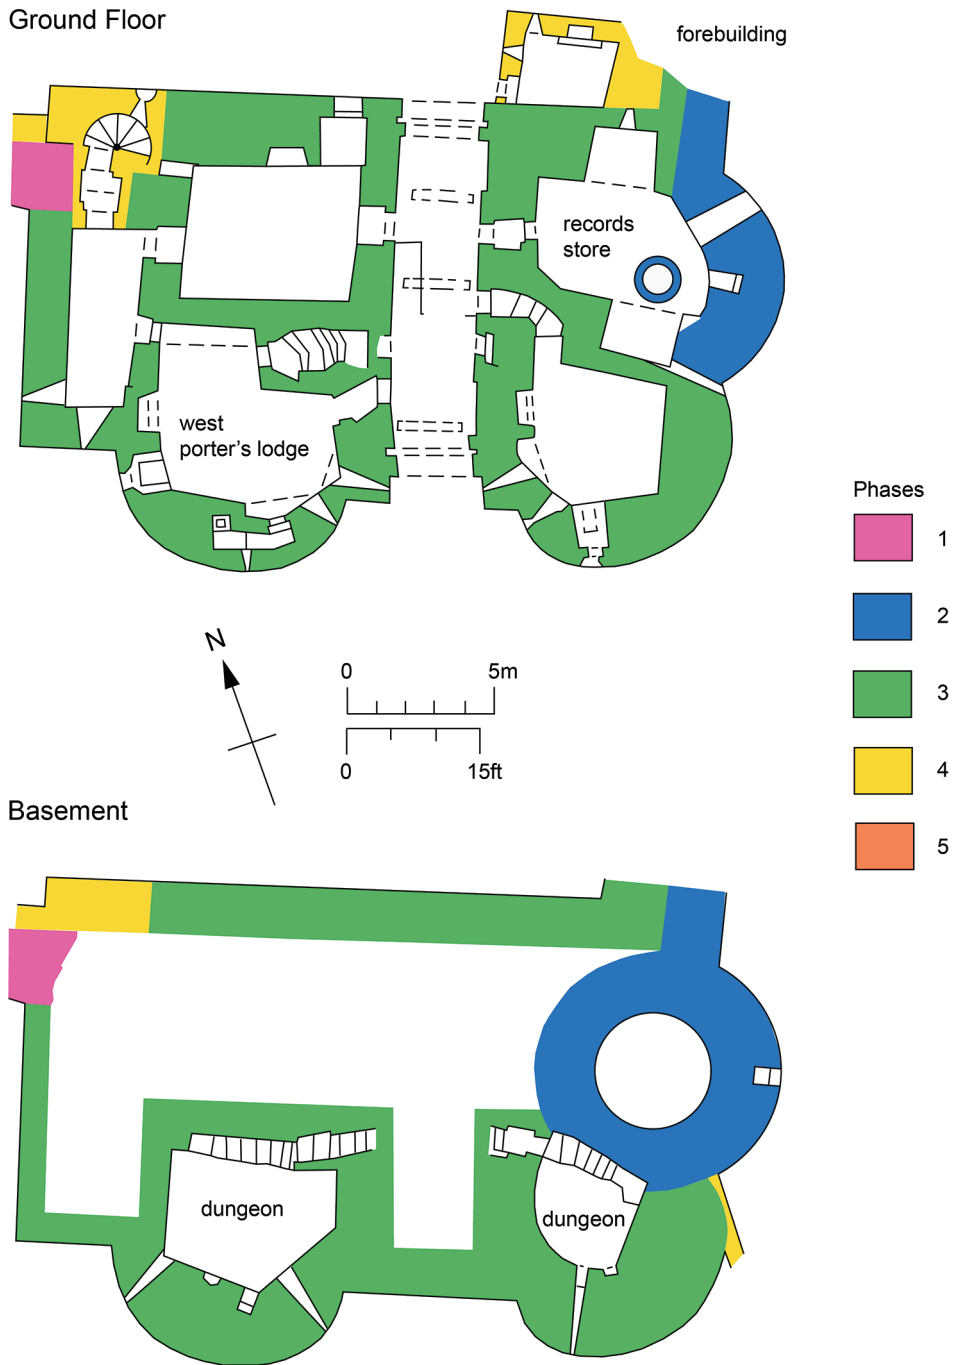 Ground Floor
forebuilding
records
store
west
porter's lodge
Phases
1
2
3
4
5
N
0 5m
0 15ft
Basement
dungeon
dungeon